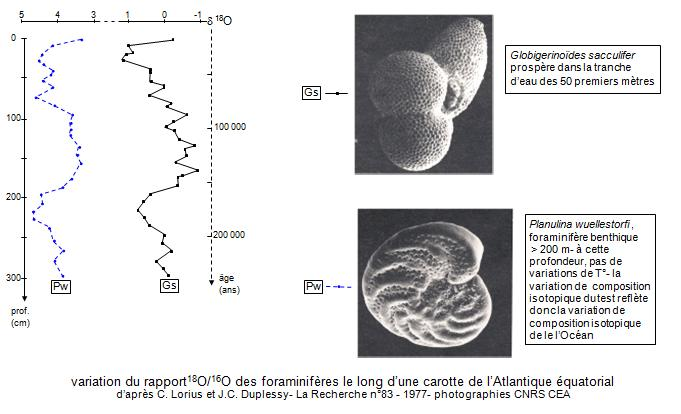 5 4 3 1 0 -1 δ 18O
0
100
200
300
prof.
(cm)
Pw
Gs
100 000
200 000
âge
(ans)
Gs
Globigerinoïdes sacculifer
prospère dans la tranche
d'eau des 50 premiers mètres
Pw
Planulina wuellestorfi,
foraminifère benthique
> 200 m- à cette
profondeur, pas de
variations de T°- la
variation de composition
isotopique du test reflète
donc la variation de
composition isotopique
de le l'Océan
variation du rapport18O/16O des foraminifères le long d'une carotte de l'Atlantique équatorial
d'après C. Lorius et J.C. Duplessy- La Recherche n°83 - 1977- photographies CNRS CEA